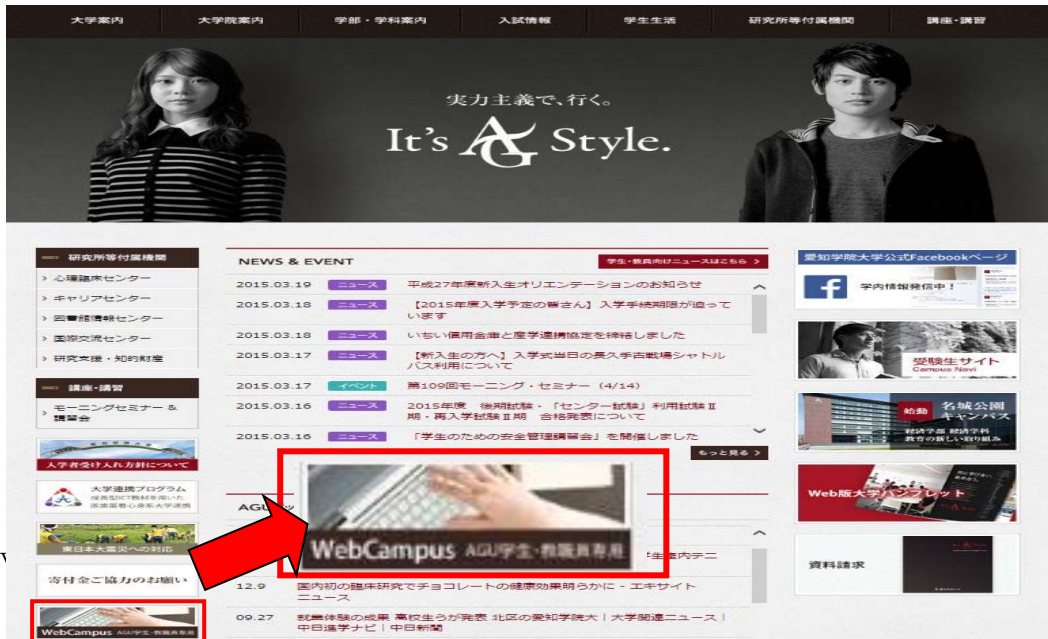 大学案内 大学院案内 学部・学科案内 入試情報 学生生活 研究所等付属機関 講座・講習
実力主義で、行く。
It's AG Style.
研究所等付属機関
心理臨床センター
キャリアセンター
図書館情報センター
国際交流センター
研究支援・知的財産
講座・講習
モーニングセミナー &
講習会
入学者受け入れ方針について
大学連携プログラム
東日本大震災への対応
寄付金ご協力のお願い
WebCampus AGU学生・教職員専用
NEWS & EVENT 学生・教員向けニュースはこちら
2015.03.19 ニュース 平成27年度新入生オリエンテーションのお知らせ
2015.03.18 ニュース 【2015年度入学予定の皆さん】入学手続期限が迫って
います
2015.03.18 ニュース いちい信用金庫と産学連携協定を締結しました
2015.03.17 ニュース 【新入生の方へ】入学式当日の長久手古戦場シャトル
バス利用について
2015.03.17 イベント 第109回モーニング・セミナー（4/14）
2015.03.16 ニュース 2015年度 後期試験・「センター試験」利用試験Ⅱ
期・再入学試験Ⅱ期 合格発表について
2015.03.16 ニュース 「学生のための安全管理講習会」を開催しました
もっと見る
AGU
WebCampus AGU学生・教職員専用
学生案内テニ
12.9 国内初の臨床研究でチョコレートの健康効果明らかに - エキサイト
ニュース
09.27 就業体験の成果 高校生らが発表 北区の愛知学院大｜大学関連ニュース｜
中日進学ナビ｜中日新聞
愛知学院大学公式Facebookページ
学内情報発信中！
受験生サイト
Campus Navi
始動 名城公園
キャンパス
経済学部 経済学科
教育の新しい取り組み
Web版大学パンフレット
資料請求